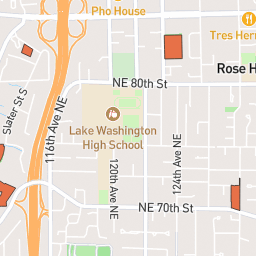 Pho House
Tres Herr
Rose H
NE 80th St
Slater St S
116th Ave NE
Lake Washington
High School
120th Ave NE
124th Ave NE
NE 70th St